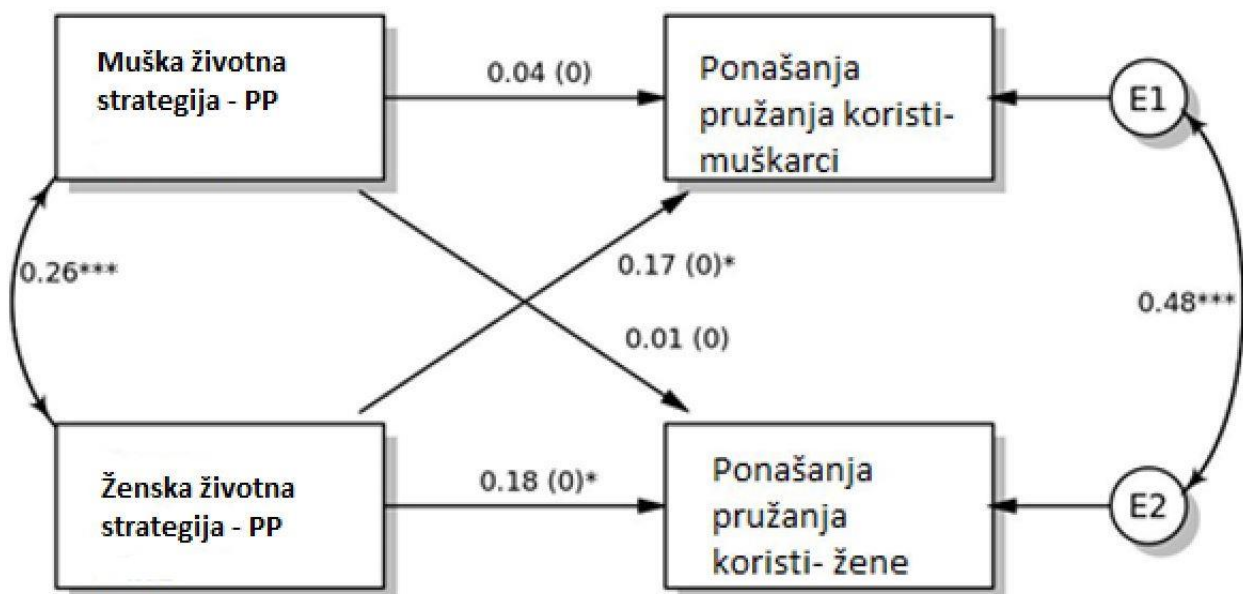 Muška životna
strategija - PP
0.04 (0)
Ponašanja
pružanja koristi-
muškarci
E1
0.26***
0.17 (0)*
0.01 (0)
0.48***
Ženska životna
strategija - PP
0.18 (0)*
Ponašanja
pružanja
koristi- žene
E2